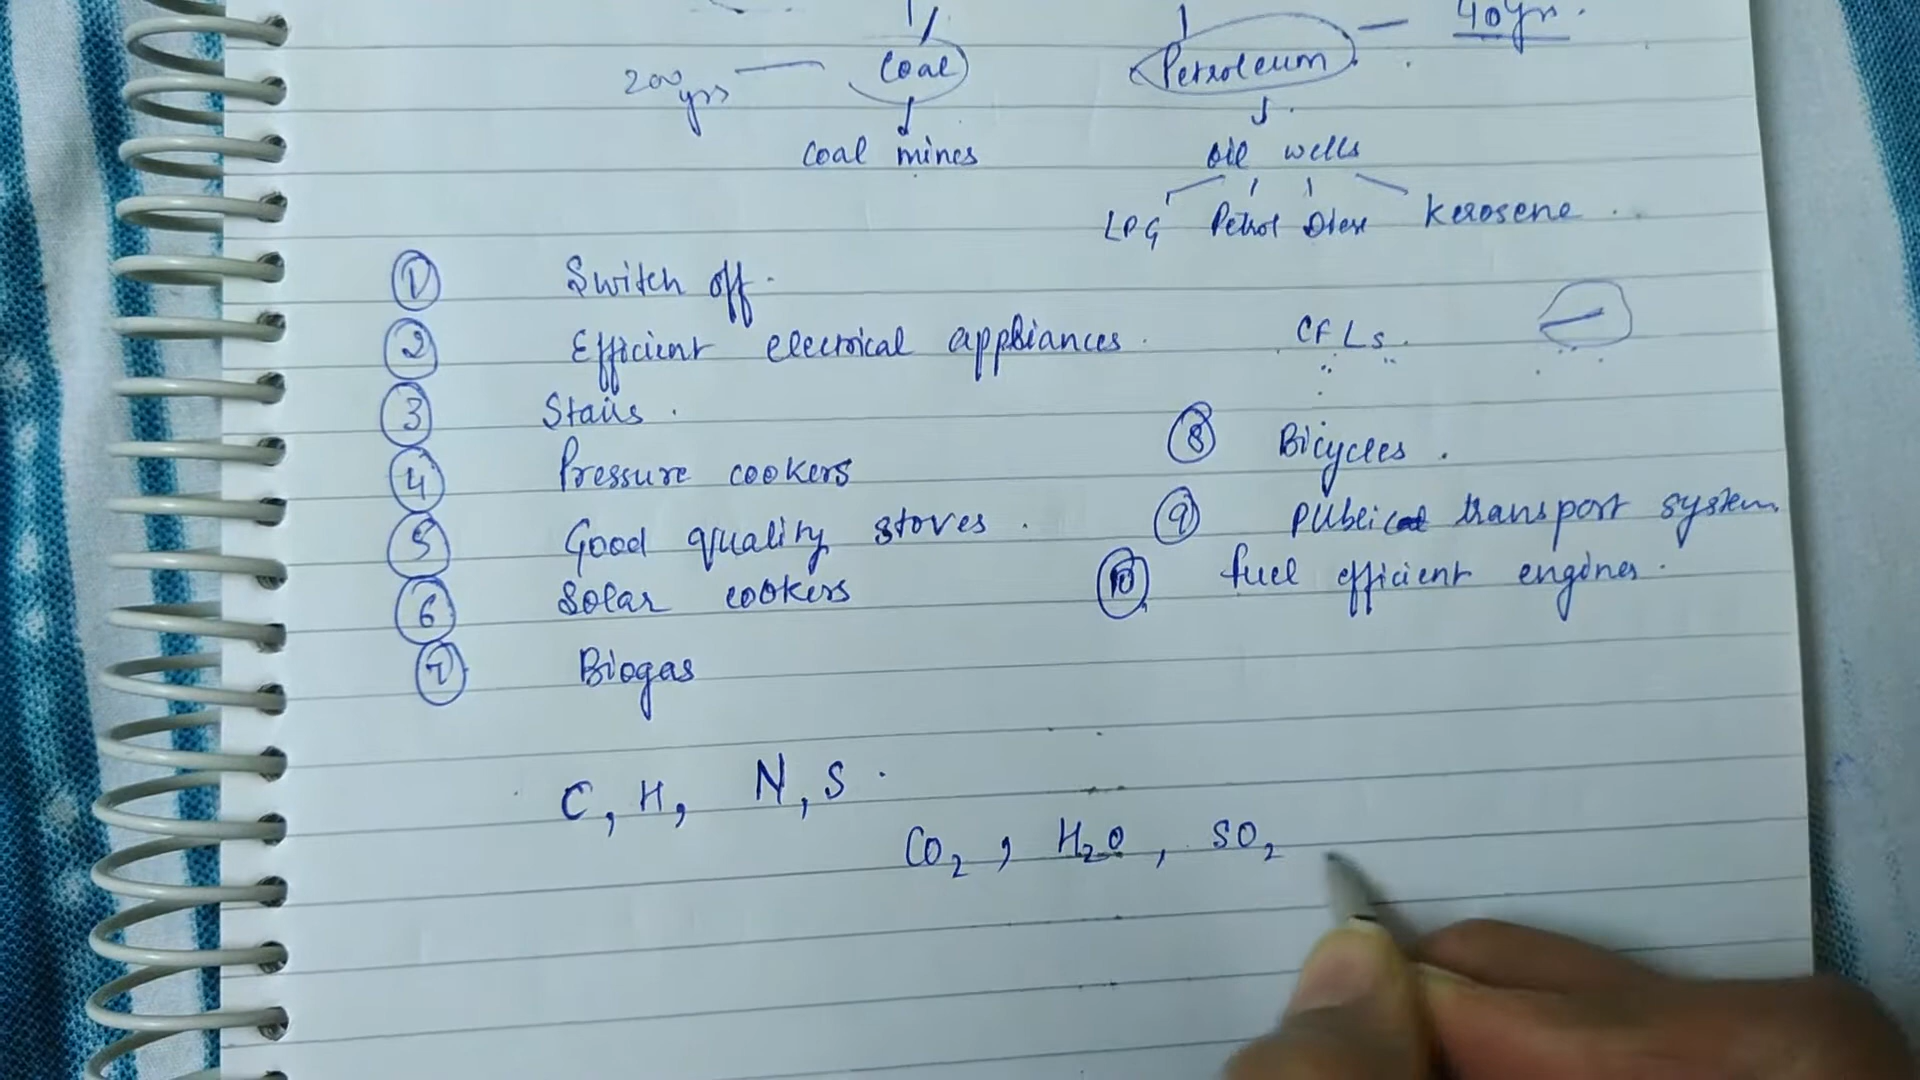 40yrs.
200 yrs — Coal Petroleum —
Coal mines oil wells
LPG Petrol Diesel Kerosene
1 Switch off.
2 Efficient electrical appliances. CFLs.
3 Stairs.
4 Pressure cookers
5 Good quality stoves.
6 Solar cookers
7 Biogas
8 Bicycles.
9 Public transport system.
10 fuel efficient engines.
C, H, N, S.
CO₂, H₂O, SO₂